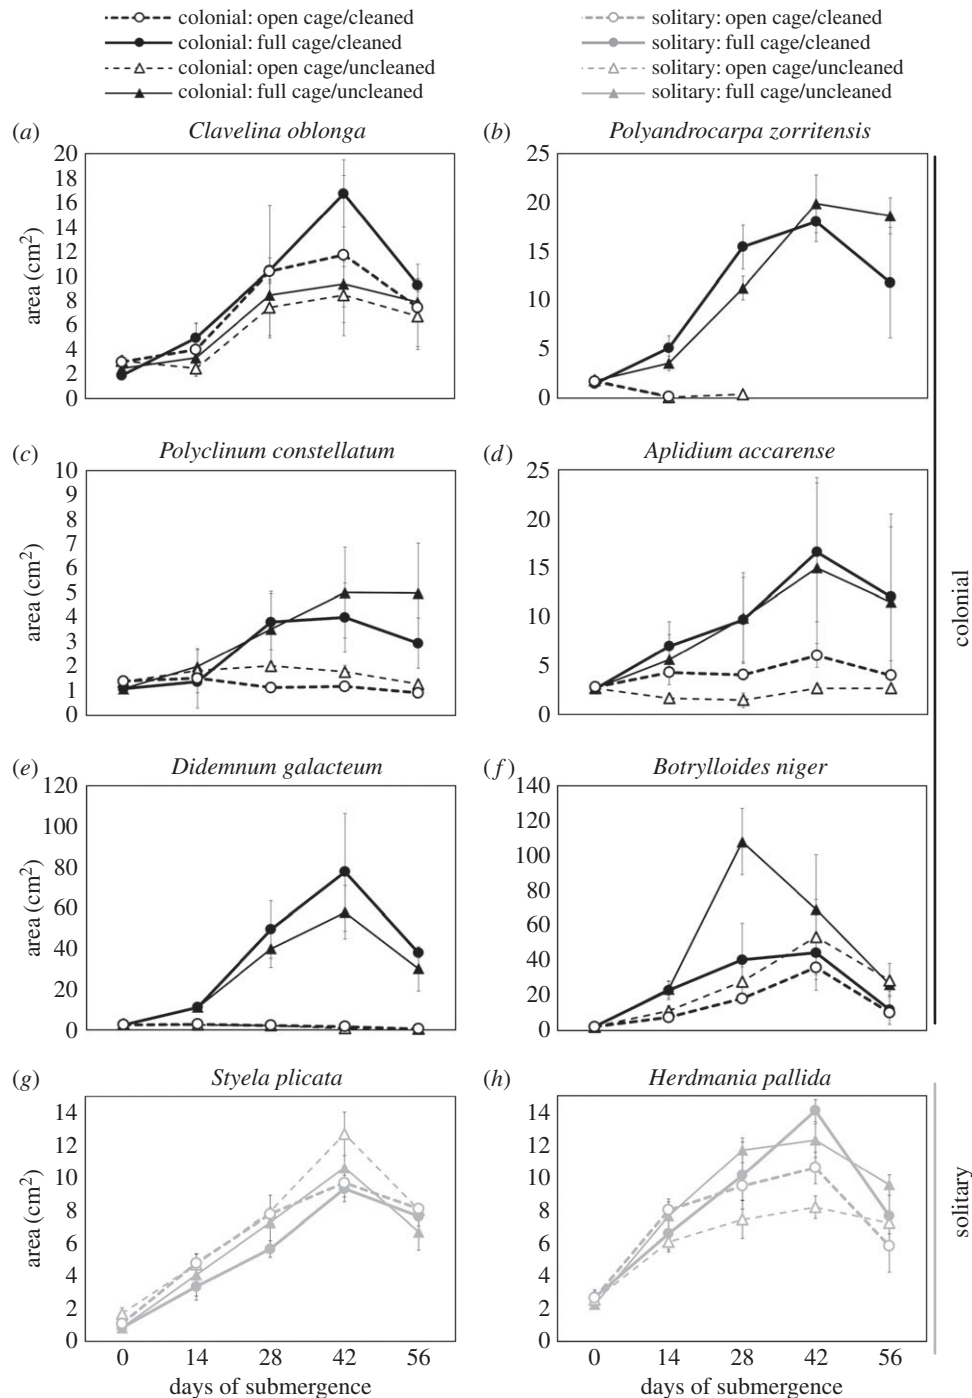 colonial: open cage/cleaned
colonial: full cage/cleaned
colonial: open cage/uncleaned
colonial: full cage/uncleaned
solitary: open cage/cleaned
solitary: full cage/cleaned
solitary: open cage/uncleaned
solitary: full cage/uncleaned
(a) Clavelina oblonga
20
18
16
14
12
10
8
6
4
2
0
area (cm²)
(b) Polyandrocarpa zorritensis
25
20
15
10
5
0
(c) Polyclinum constellatum
10
9
8
7
6
5
4
3
2
1
0
area (cm²)
(d) Aplidium accarense
25
20
15
10
5
0
(e) Didemnum galacteum
120
100
80
60
40
20
0
area (cm²)
(f) Botrylloides niger
140
120
100
80
60
40
20
0
colonial
(g) Styela plicata
14
12
10
8
6
4
2
0
area (cm²)
0 14 28 42 56
days of submergence
(h) Herdmania pallida
14
12
10
8
6
4
2
0
0 14 28 42 56
days of submergence
solitary